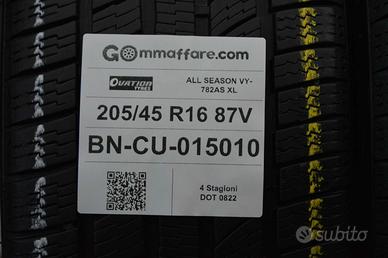 GOmmaffare.com
OVATION TYRES
ALL SEASON VY-
782AS XL
205/45 R16 87V
BN-CU-015010
4 Stagioni
DOT 0822
subito